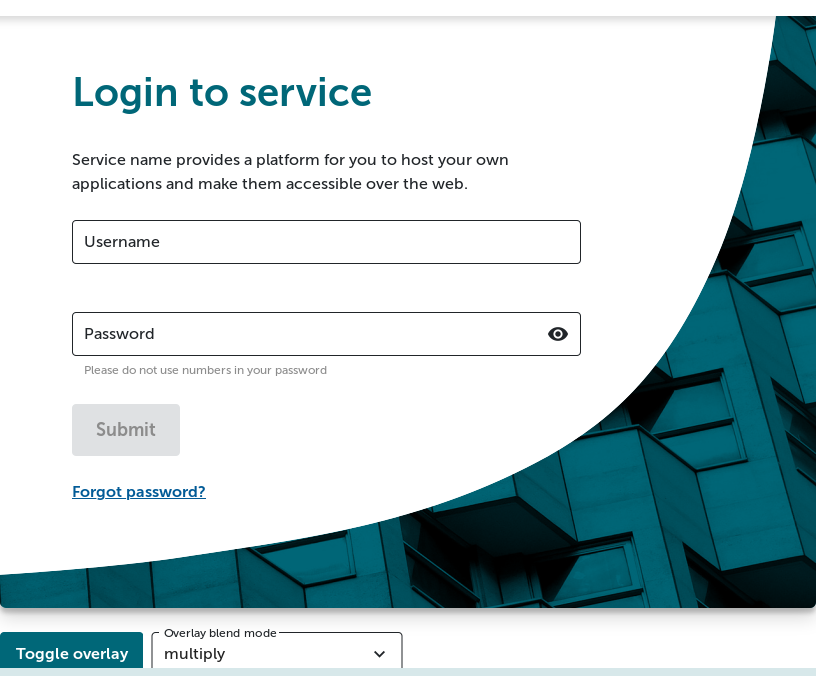 Login to service
Service name provides a platform for you to host your own
applications and make them accessible over the web.
Username
Password
Please do not use numbers in your password
Submit
Forgot password?
Overlay blend mode
Toggle overlay
multiply